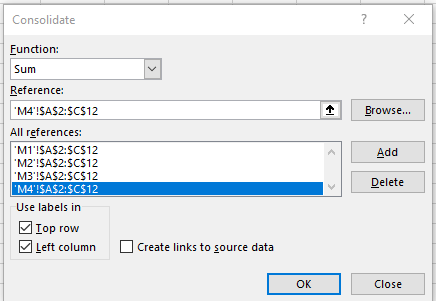 Consolidate
?
Function:
Sum
Reference:
'M4'!$A$2:$C$12
Browse...
All references:
'M1'!$A$2:$C$12
'M2'!$A$2:$C$12
'M3'!$A$2:$C$12
'M4'!$A$2:$C$12
Add
Delete
Use labels in
Top row
Left column
Create links to source data
OK
Close